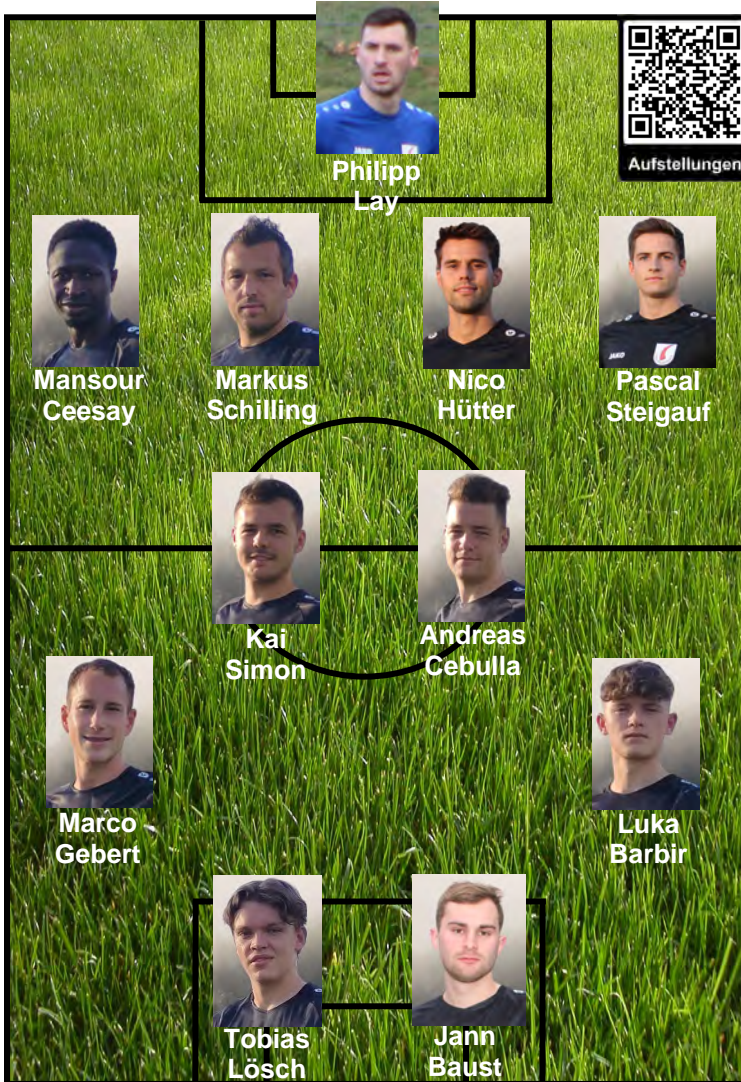 Philipp
Lay
Aufstellungen
Mansour
Ceesay
Markus
Schilling
Nico
Hütter
Pascal
Steigauf
JAKO
Kai
Simon
Andreas
Cebulla
Marco
Gebert
Luka
Barbir
Tobias
Lösch
Jann
Baust